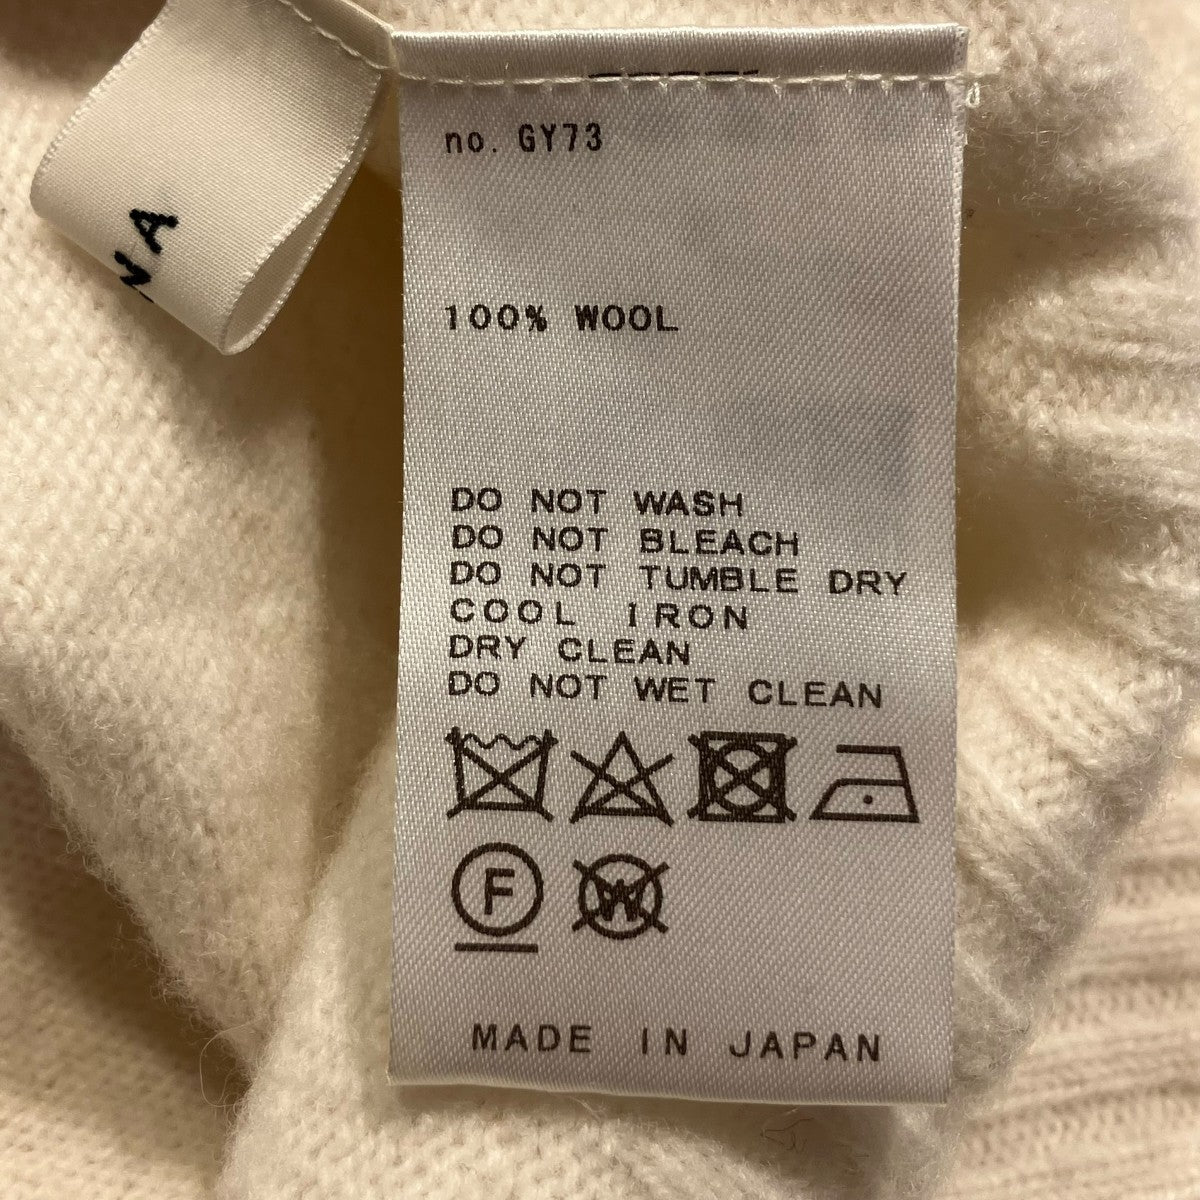 no. GY73
100% WOOL
DO NOT WASH
DO NOT BLEACH
DO NOT TUMBLE DRY
COOL IRON
DRY CLEAN
DO NOT WET CLEAN
F
W
MADE IN JAPAN